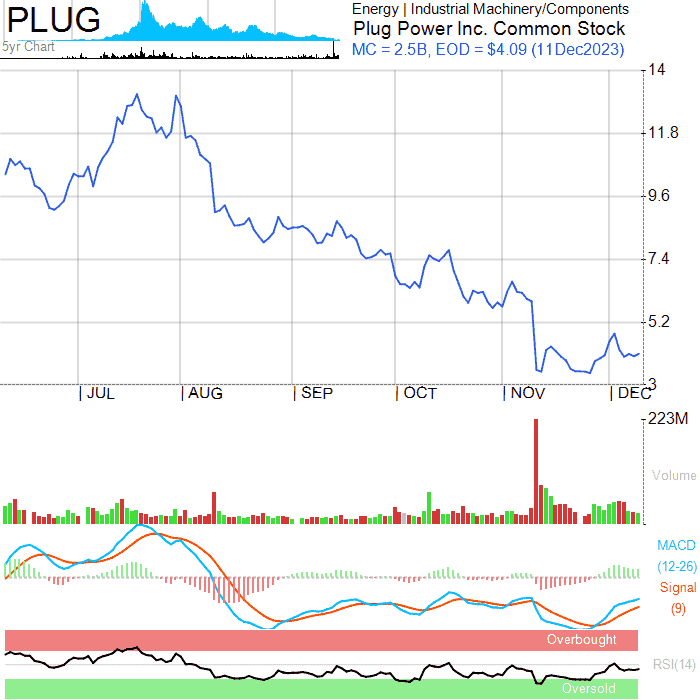 PLUG
5yr Chart
Energy | Industrial Machinery/Components
Plug Power Inc. Common Stock
MC = 2.5B, EOD = $4.09 (11Dec2023)
14
11.8
9.6
7.4
5.2
3
JUL
AUG
SEP
OCT
NOV
DEC
223M
Volume
MACD
(12-26)
Signal
(9)
Overbought
RSI(14)
Oversold